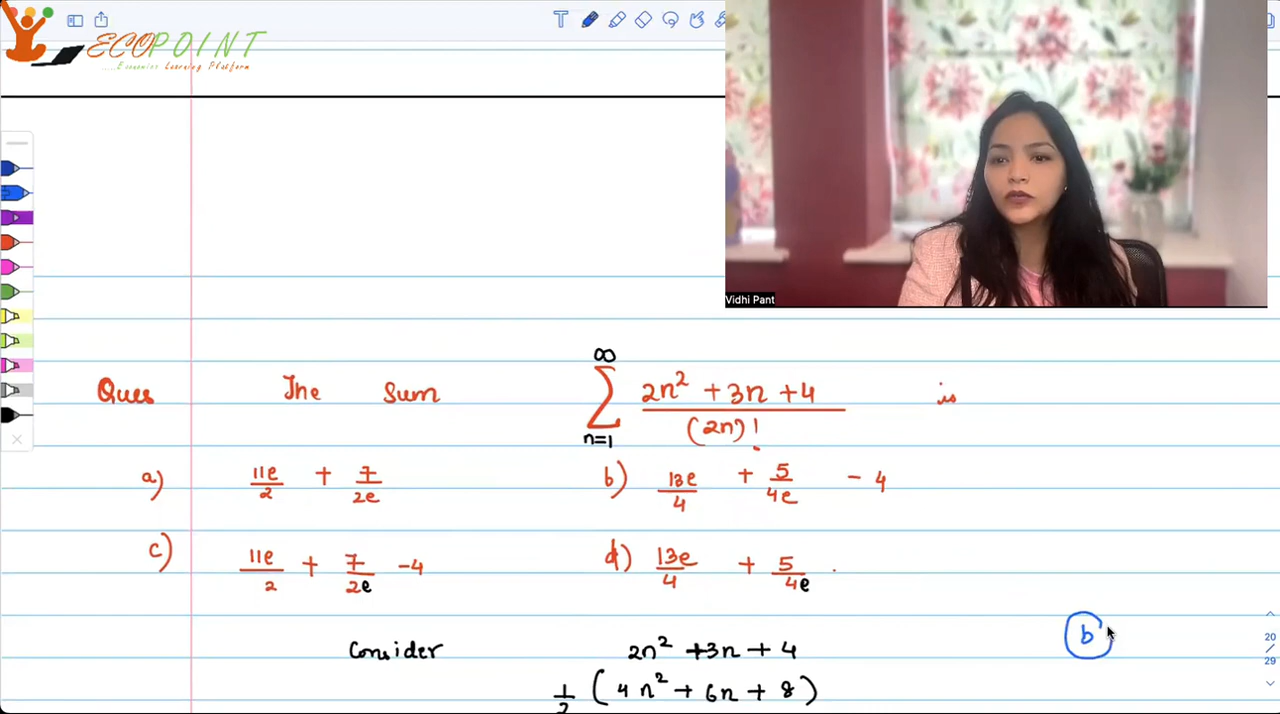 ECOPOINT
....Economics Learning Platform
Vidhi Pant
Ques The Sum ∞ ∑ n=1 2n² + 3n + 4 / (2n)! is
a) 11e/2 + 7/2e b) 13e/4 + 5/4e - 4
c) 11e/2 + 7/2e - 4 d) 13e/4 + 5/4e .
b
Consider 2n² + 3n + 4
1/2 ( 4n² + 6n + 8 )
20
/
29